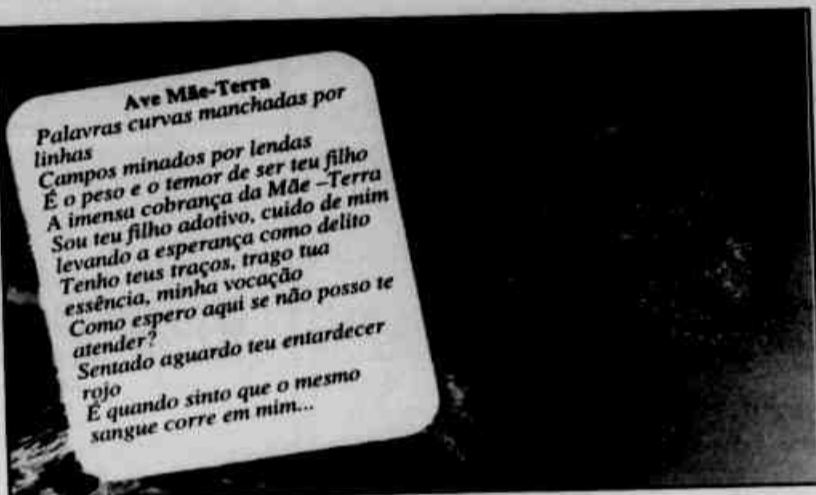 Ave Mãe-Terra
Palavras curvas manchadas por
linhas
Campos minados por lendas
É o peso e o temor de ser teu filho
A imensa cobrança da Mãe –Terra
Sou teu filho adotivo, cuido de mim
levando a esperança como delito
Tenho teus traços, trago tua
essência, minha vocação
Como espero aqui se não posso te
atender?
Sentado aguardo teu entardecer
rojo
É quando sinto que o mesmo
sangue corre em mim...